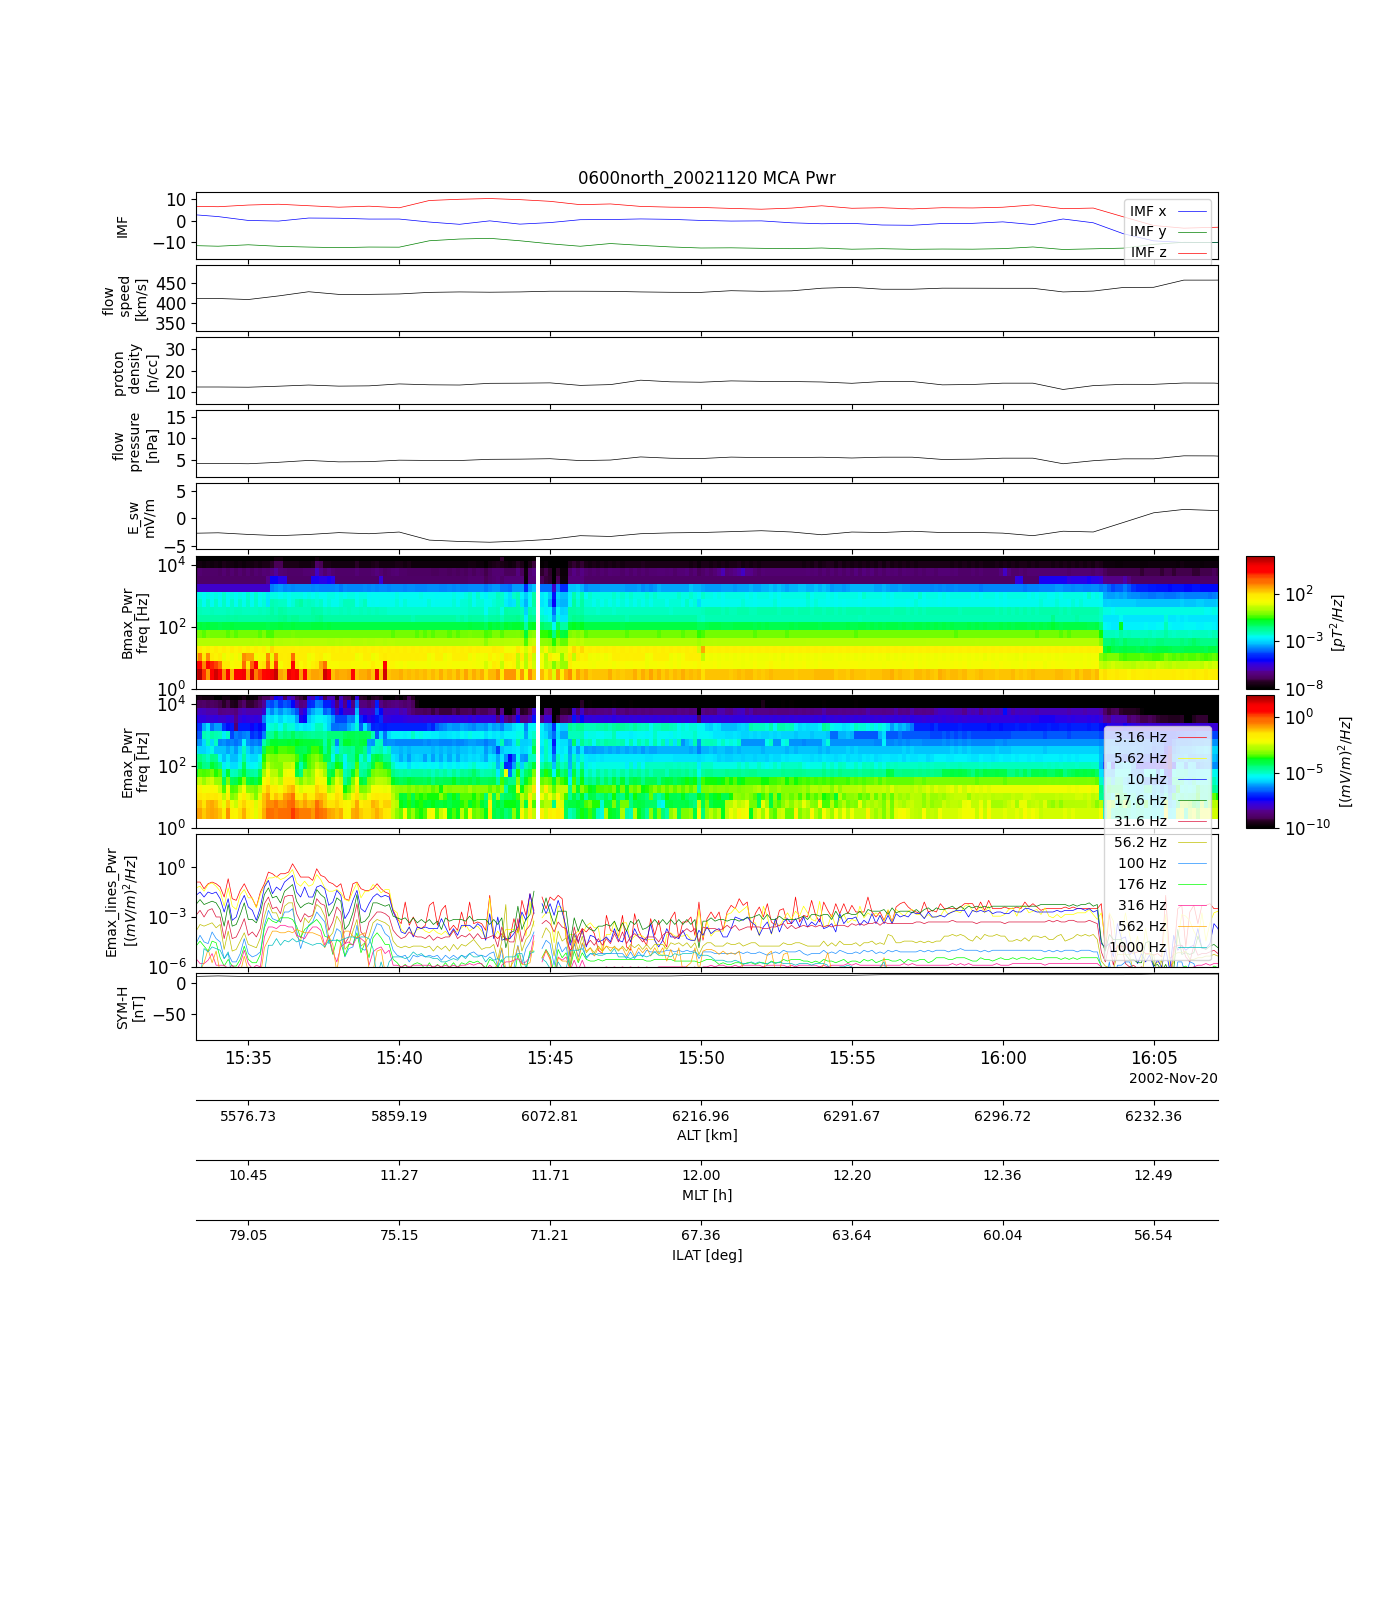 0600north_20021120 MCA Pwr
IMF
10
0
−10
IMF x
IMF y
IMF z
flow
speed
[km/s]
450
400
350
proton
density
[n/cc]
30
20
10
flow
pressure
[nPa]
15
10
5
E_sw
mV/m
5
0
−5
Bmax_Pwr
freq [Hz]
10^4
10^2
10^0
10^2
10^−3
10^−8
[pT^2/Hz]
Emax_Pwr
freq [Hz]
10^4
10^2
10^0
10^0
10^−5
10^−10
[(mV/m)^2/Hz]
3.16 Hz
5.62 Hz
10 Hz
17.6 Hz
31.6 Hz
56.2 Hz
100 Hz
176 Hz
316 Hz
562 Hz
1000 Hz
Emax_lines_Pwr
[(mV/m)^2/Hz]
10^0
10^−3
10^−6
SYM-H
[nT]
0
−50
15:35 15:40 15:45 15:50 15:55 16:00 16:05
2002-Nov-20
5576.73 5859.19 6072.81 6216.96 6291.67 6296.72 6232.36
ALT [km]
10.45 11.27 11.71 12.00 12.20 12.36 12.49
MLT [h]
79.05 75.15 71.21 67.36 63.64 60.04 56.54
ILAT [deg]